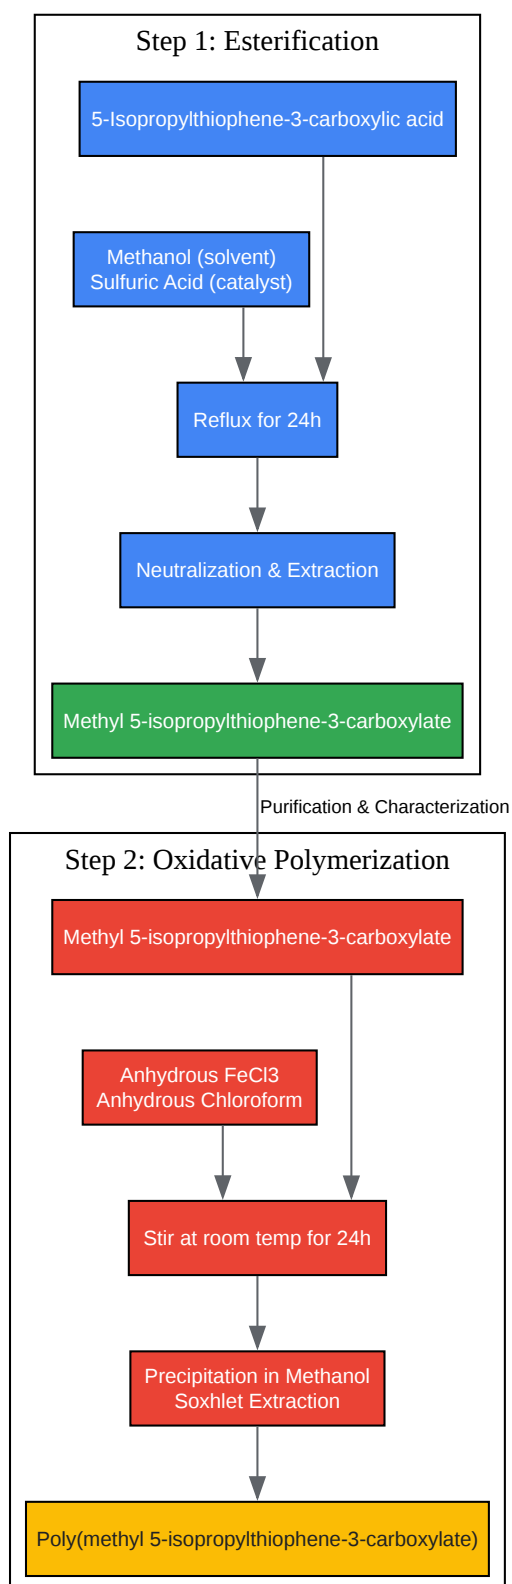 Step 1: Esterification
5-Isopropylthiophene-3-carboxylic acid
Methanol (solvent)
Sulfuric Acid (catalyst)
Reflux for 24h
Neutralization & Extraction
Methyl 5-isopropylthiophene-3-carboxylate
Purification & Characterization
Step 2: Oxidative Polymerization
Methyl 5-isopropylthiophene-3-carboxylate
Anhydrous FeCl3
Anhydrous Chloroform
Stir at room temp for 24h
Precipitation in Methanol
Soxhlet Extraction
Poly(methyl 5-isopropylthiophene-3-carboxylate)